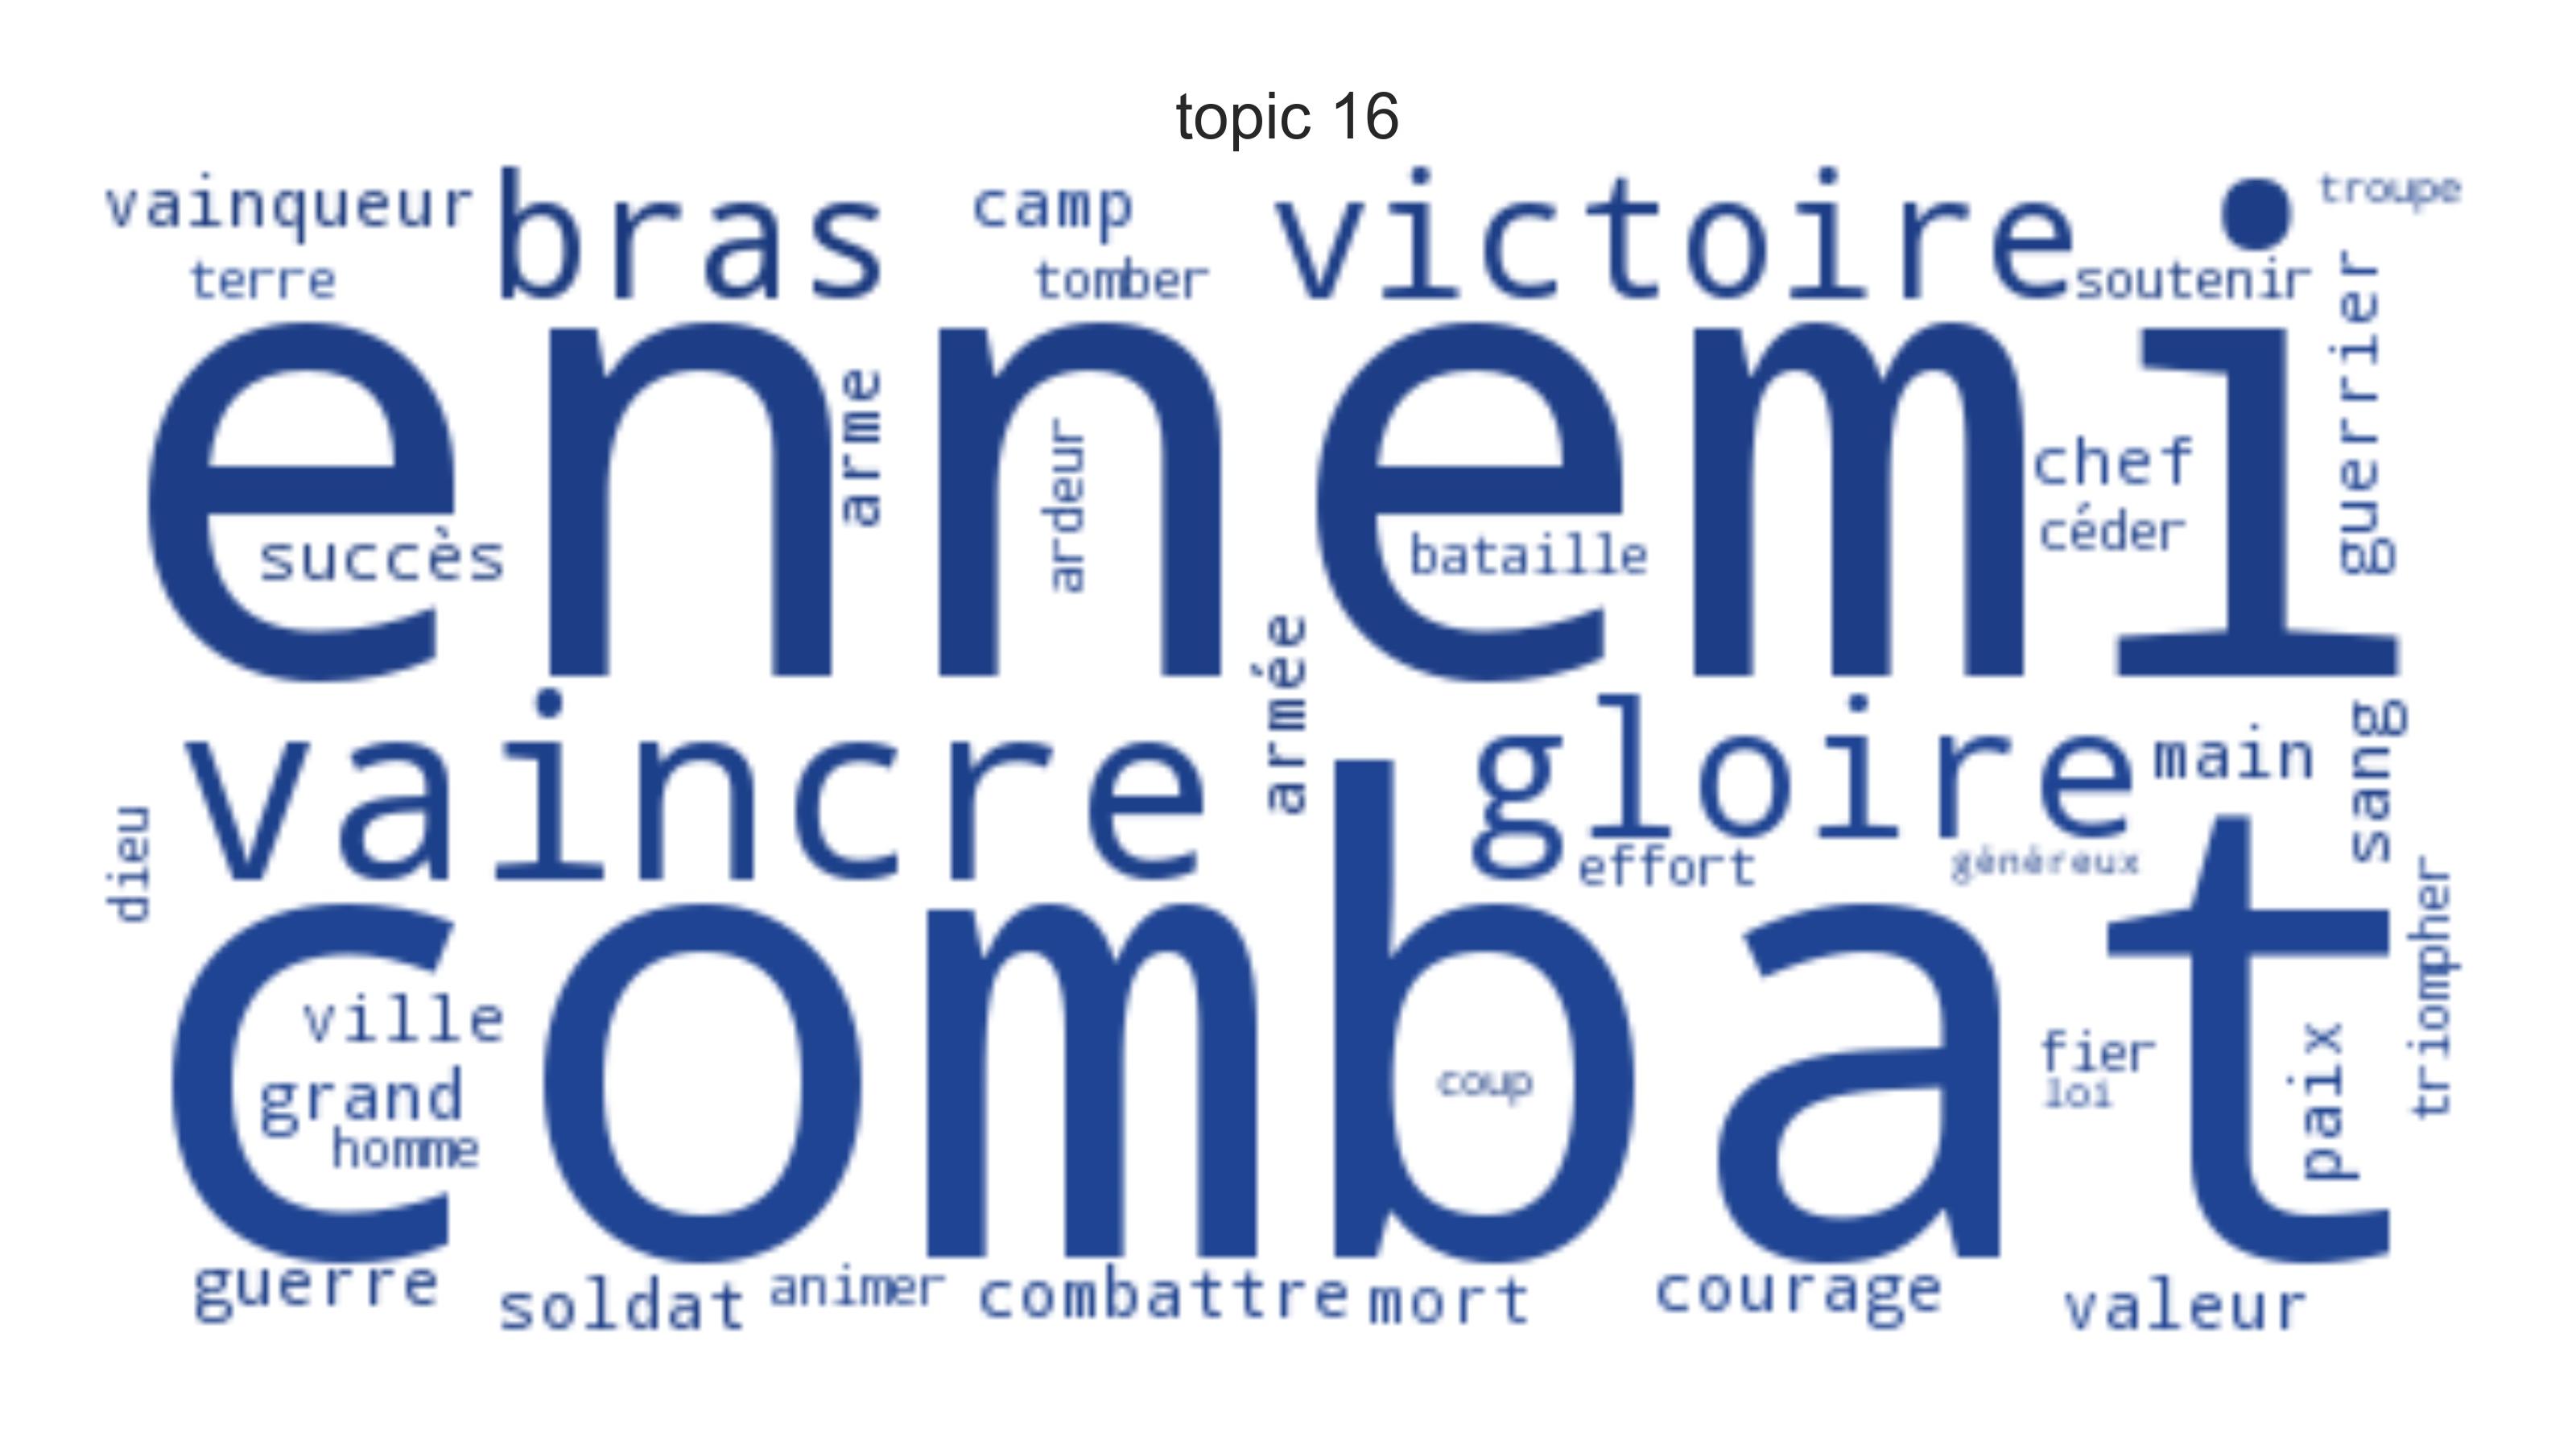 topic 16
vainqueur bras camp victoire troupe
terre tomber soutenir
ennemi
guerrier
arme
ardeur
chef
succès bataille céder
armée
vaincre gloire main
sang
dieu
effort généreux
combat
triompher
ville
grand
homme
coup
fier
loi
paix
guerre soldat animer combattre mort courage valeur